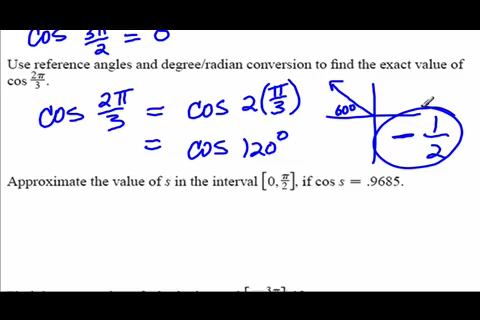 cos 3π/2 = 0
Use reference angles and degree/radian conversion to find the exact value of
cos 2π/3.
cos 2π/3 = cos 2(π/3)
= cos 120°
60°
-1/2
Approximate the value of s in the interval [0, π/2], if cos s = .9685.